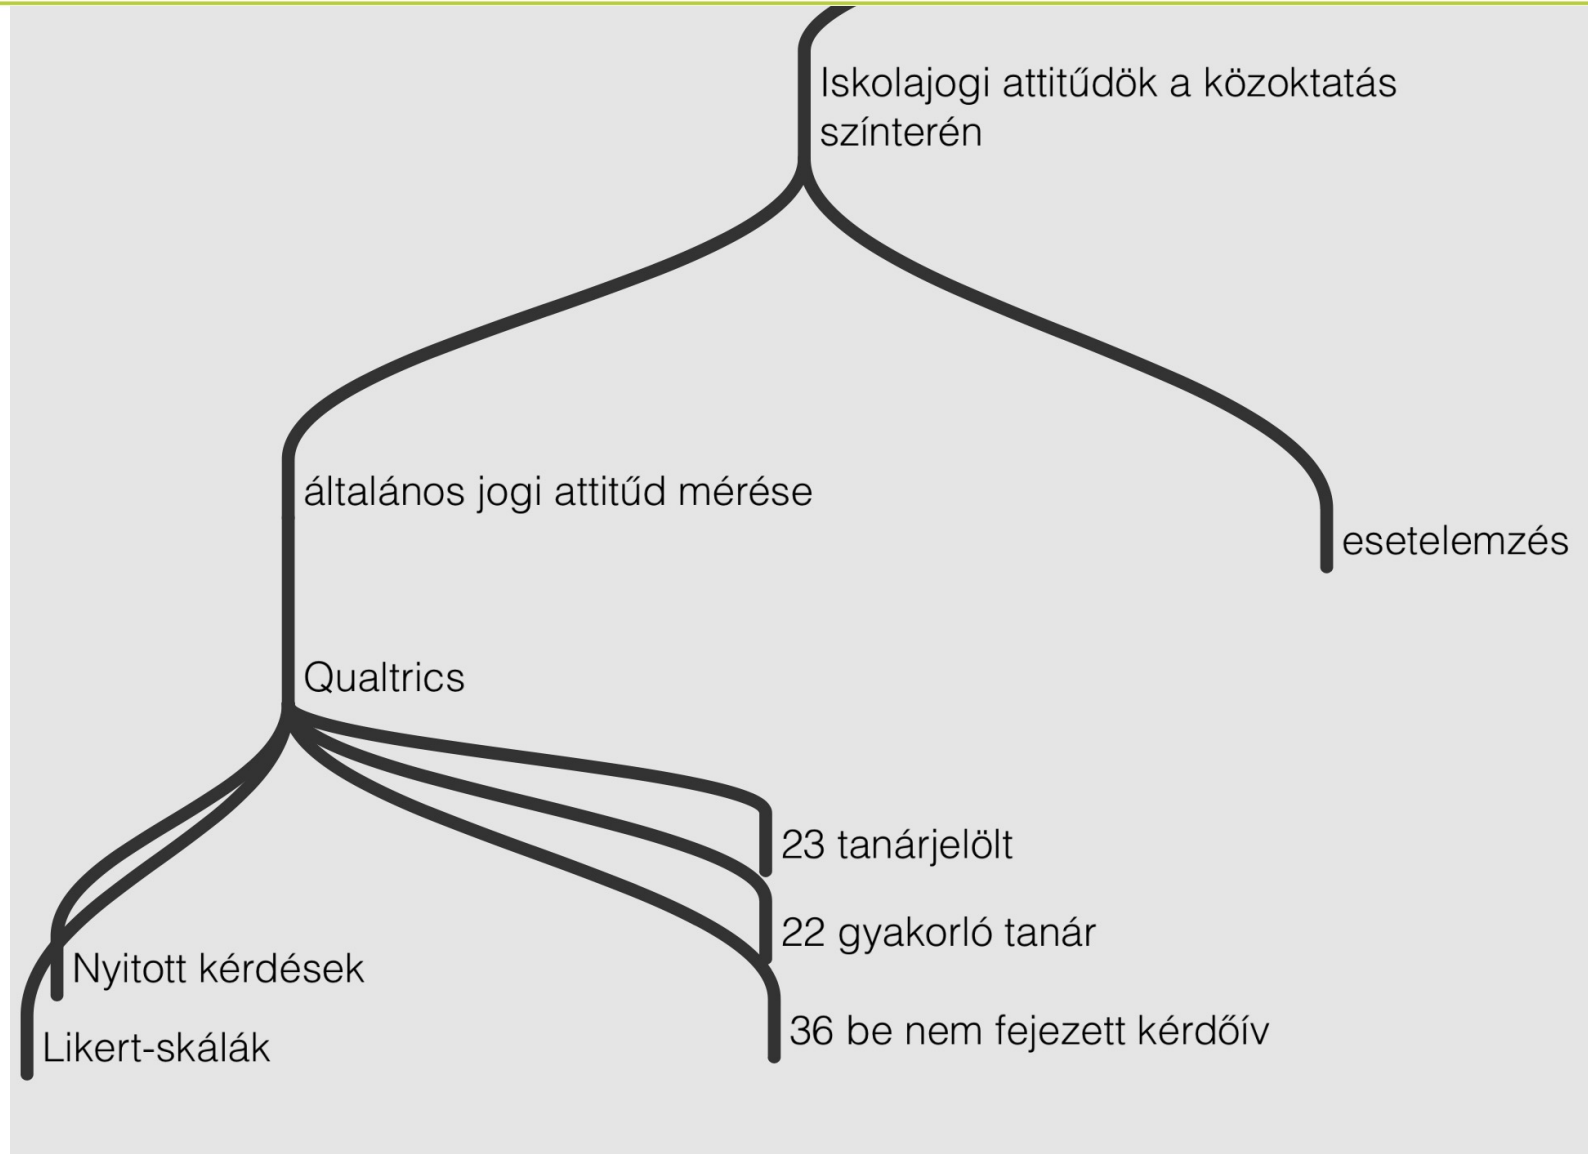 Iskolajogi attitűdök a közoktatás
színterén
általános jogi attitűd mérése
esetelemzés
Qualtrics
23 tanárjelölt
22 gyakorló tanár
Nyitott kérdések
36 be nem fejezett kérdőív
Likert-skálák